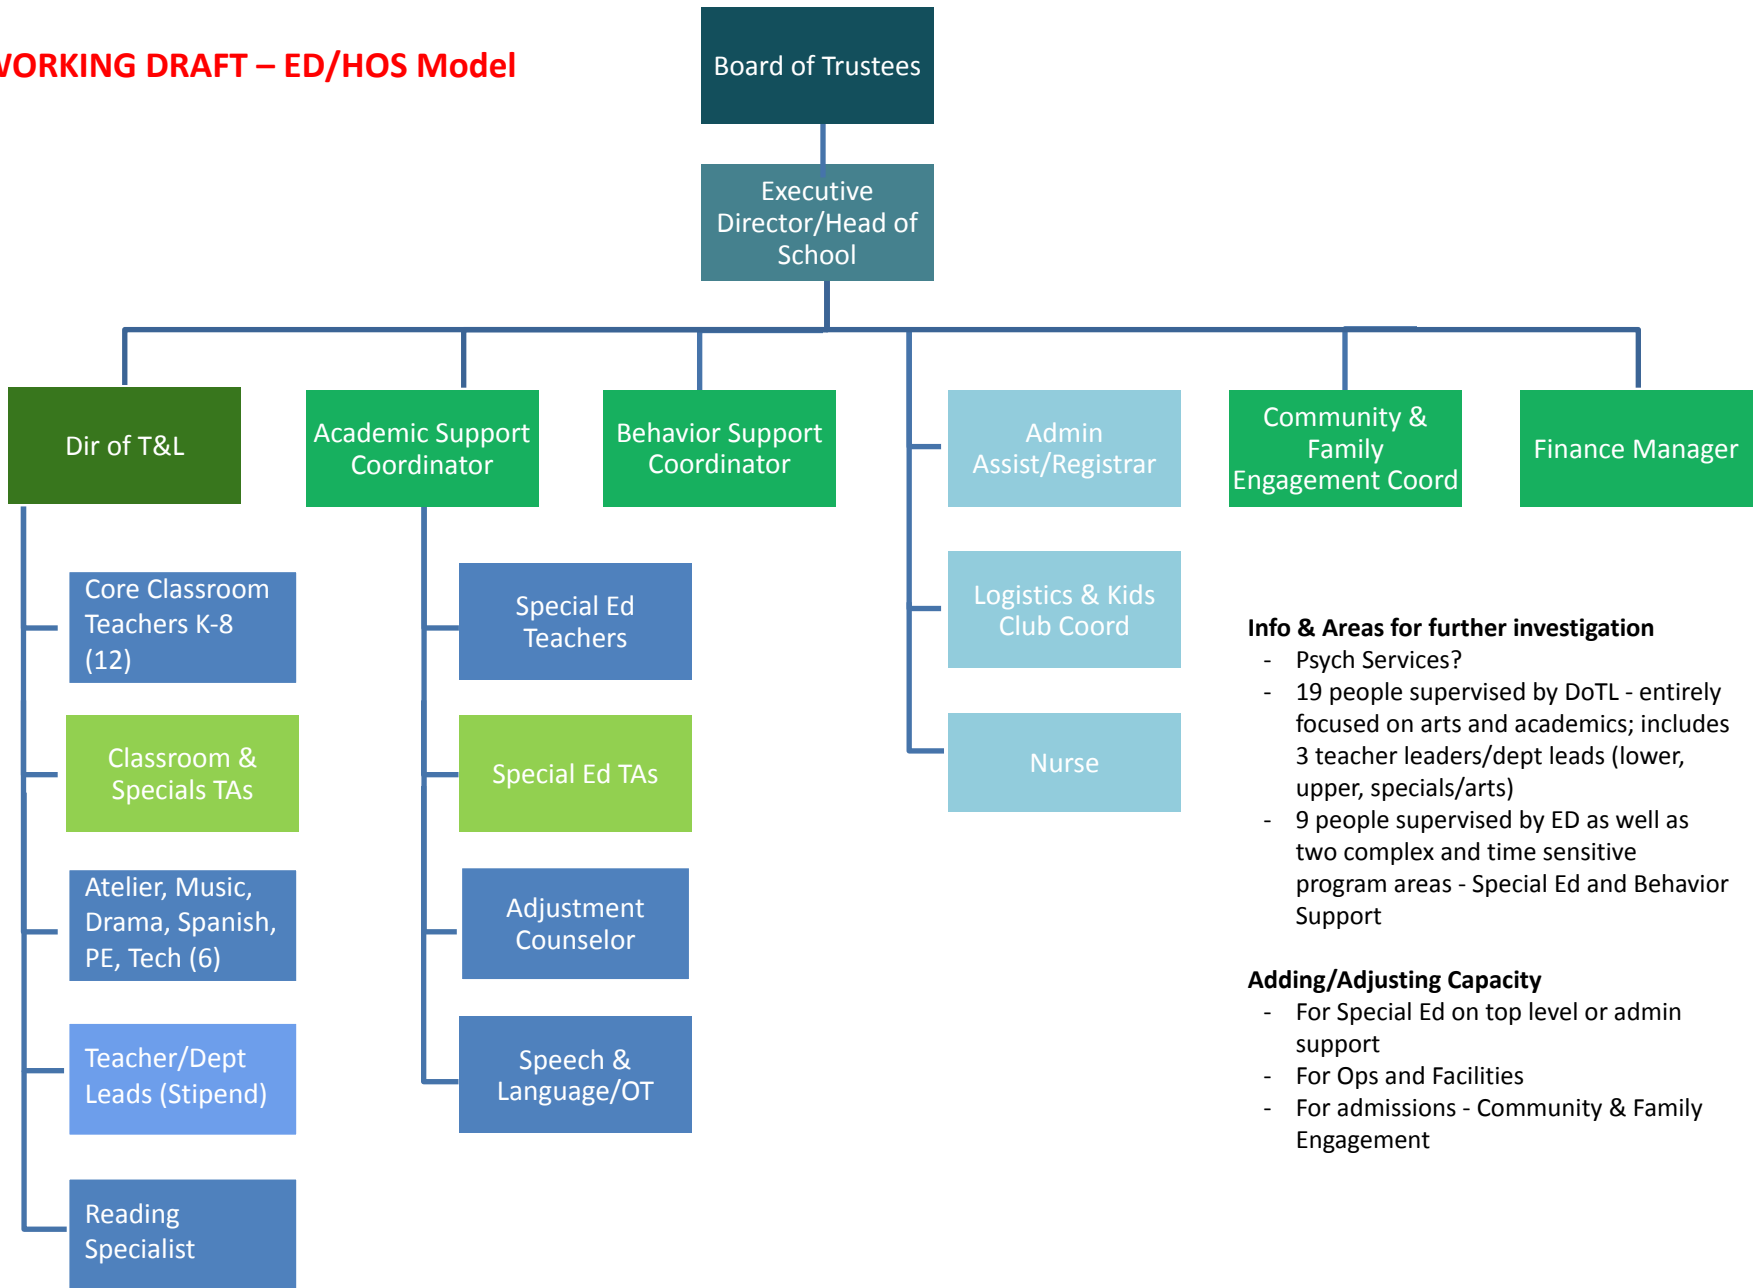 WORKING DRAFT – ED/HOS Model
Board of Trustees
Executive
Director/Head of
School
Dir of T&L
Academic Support
Coordinator
Behavior Support
Coordinator
Admin
Assist/Registrar
Community &
Family
Engagement Coord
Finance Manager
Core Classroom
Teachers K-8
(12)
Classroom &
Specials TAs
Atelier, Music,
Drama, Spanish,
PE, Tech (6)
Teacher/Dept
Leads (Stipend)
Reading
Specialist
Special Ed
Teachers
Special Ed TAs
Adjustment
Counselor
Speech &
Language/OT
Logistics & Kids
Club Coord
Nurse
Info & Areas for further investigation
- Psych Services?
- 19 people supervised by DoTL - entirely
focused on arts and academics; includes
3 teacher leaders/dept leads (lower,
upper, specials/arts)
- 9 people supervised by ED as well as
two complex and time sensitive
program areas - Special Ed and Behavior
Support
Adding/Adjusting Capacity
- For Special Ed on top level or admin
support
- For Ops and Facilities
- For admissions - Community & Family
Engagement